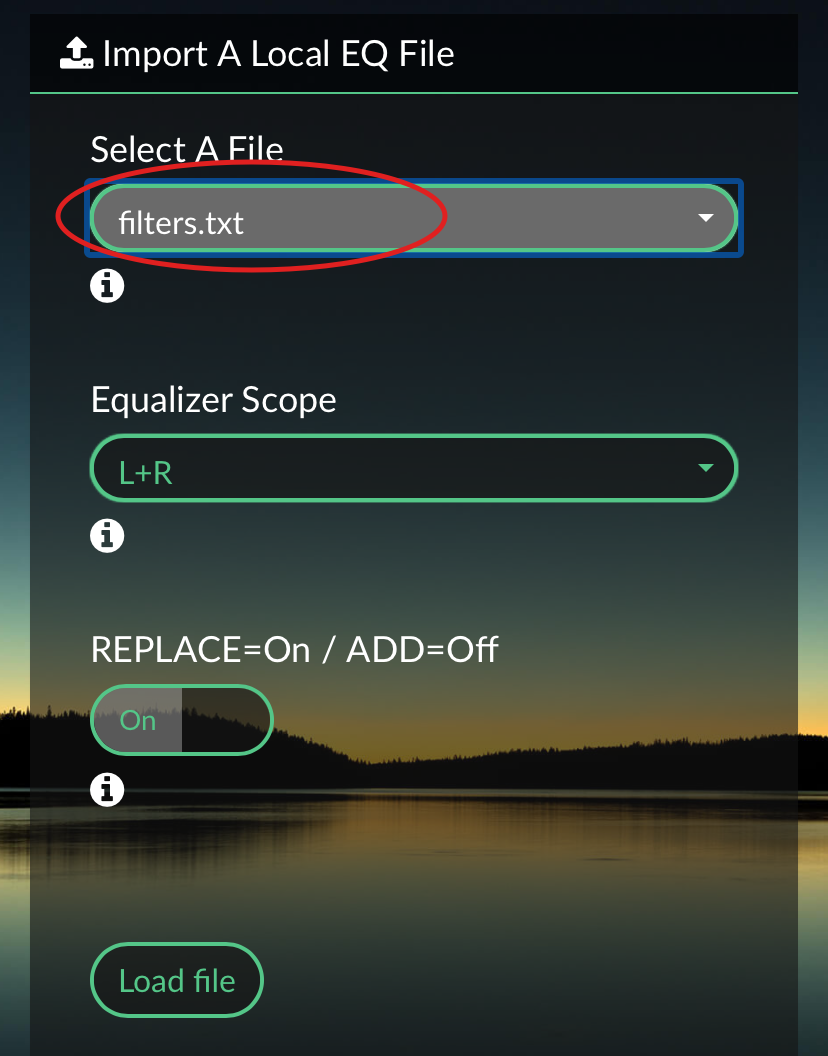 Import A Local EQ File
Select A File
filters.txt
Equalizer Scope
L+R
REPLACE=On / ADD=Off
On
Load file